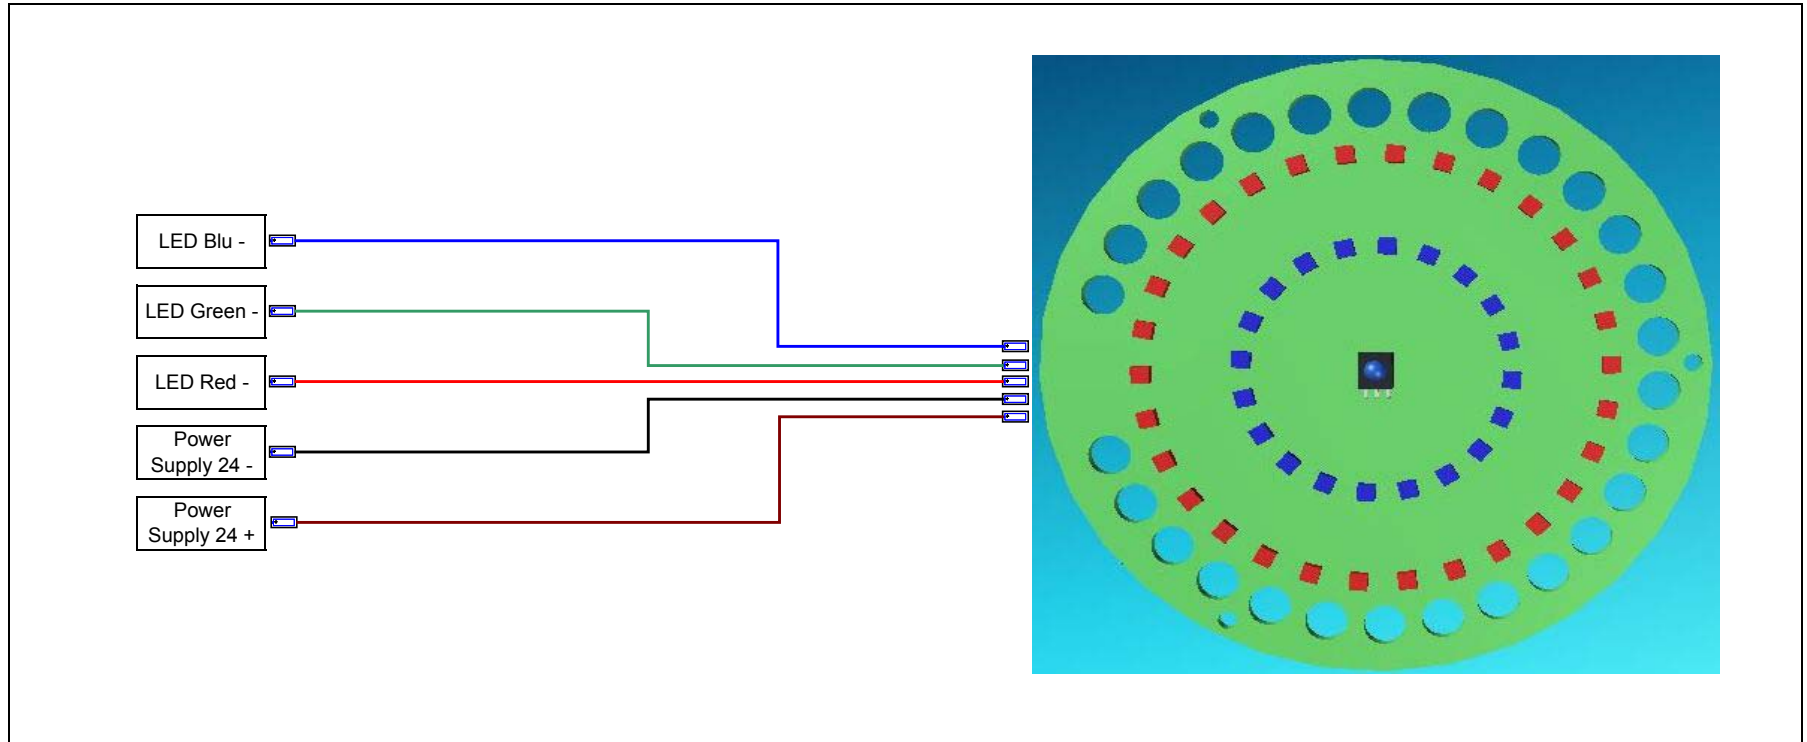 LED Blu -
LED Green -
LED Red -
Power
Supply 24 -
Power
Supply 24 +